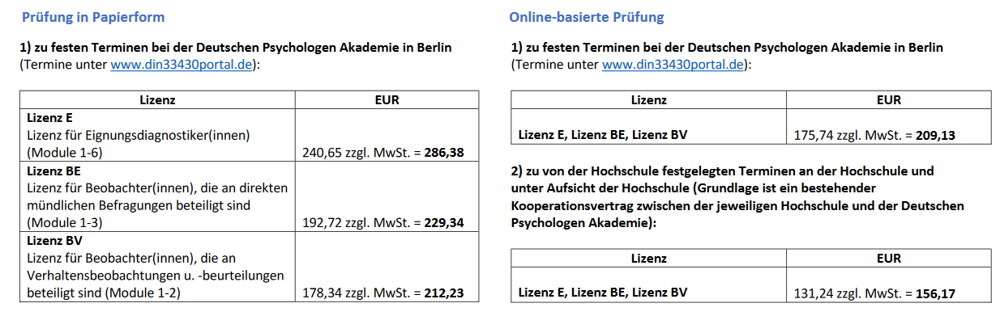 Prüfung in Papierform
1) zu festen Terminen bei der Deutschen Psychologen Akademie in Berlin
(Termine unter www.din33430portal.de):
Lizenz EUR
Lizenz E
Lizenz für Eignungsdiagnostiker(innen)
(Module 1-6) 240,65 zzgl. MwSt. = 286,38
Lizenz BE
Lizenz für Beobachter(innen), die an direkten
mündlichen Befragungen beteiligt sind
(Module 1-3) 192,72 zzgl. MwSt. = 229,34
Lizenz BV
Lizenz für Beobachter(innen), die an
Verhaltensbeobachtungen u. -beurteilungen
beteiligt sind (Module 1-2) 178,34 zzgl. MwSt. = 212,23
Online-basierte Prüfung
1) zu festen Terminen bei der Deutschen Psychologen Akademie in Berlin
(Termine unter www.din33430portal.de):
Lizenz EUR
Lizenz E, Lizenz BE, Lizenz BV 175,74 zzgl. MwSt. = 209,13
2) zu von der Hochschule festgelegten Terminen an der Hochschule und
unter Aufsicht der Hochschule (Grundlage ist ein bestehender
Kooperationsvertrag zwischen der jeweiligen Hochschule und der Deutschen
Psychologen Akademie):
Lizenz EUR
Lizenz E, Lizenz BE, Lizenz BV 131,24 zzgl. MwSt. = 156,17